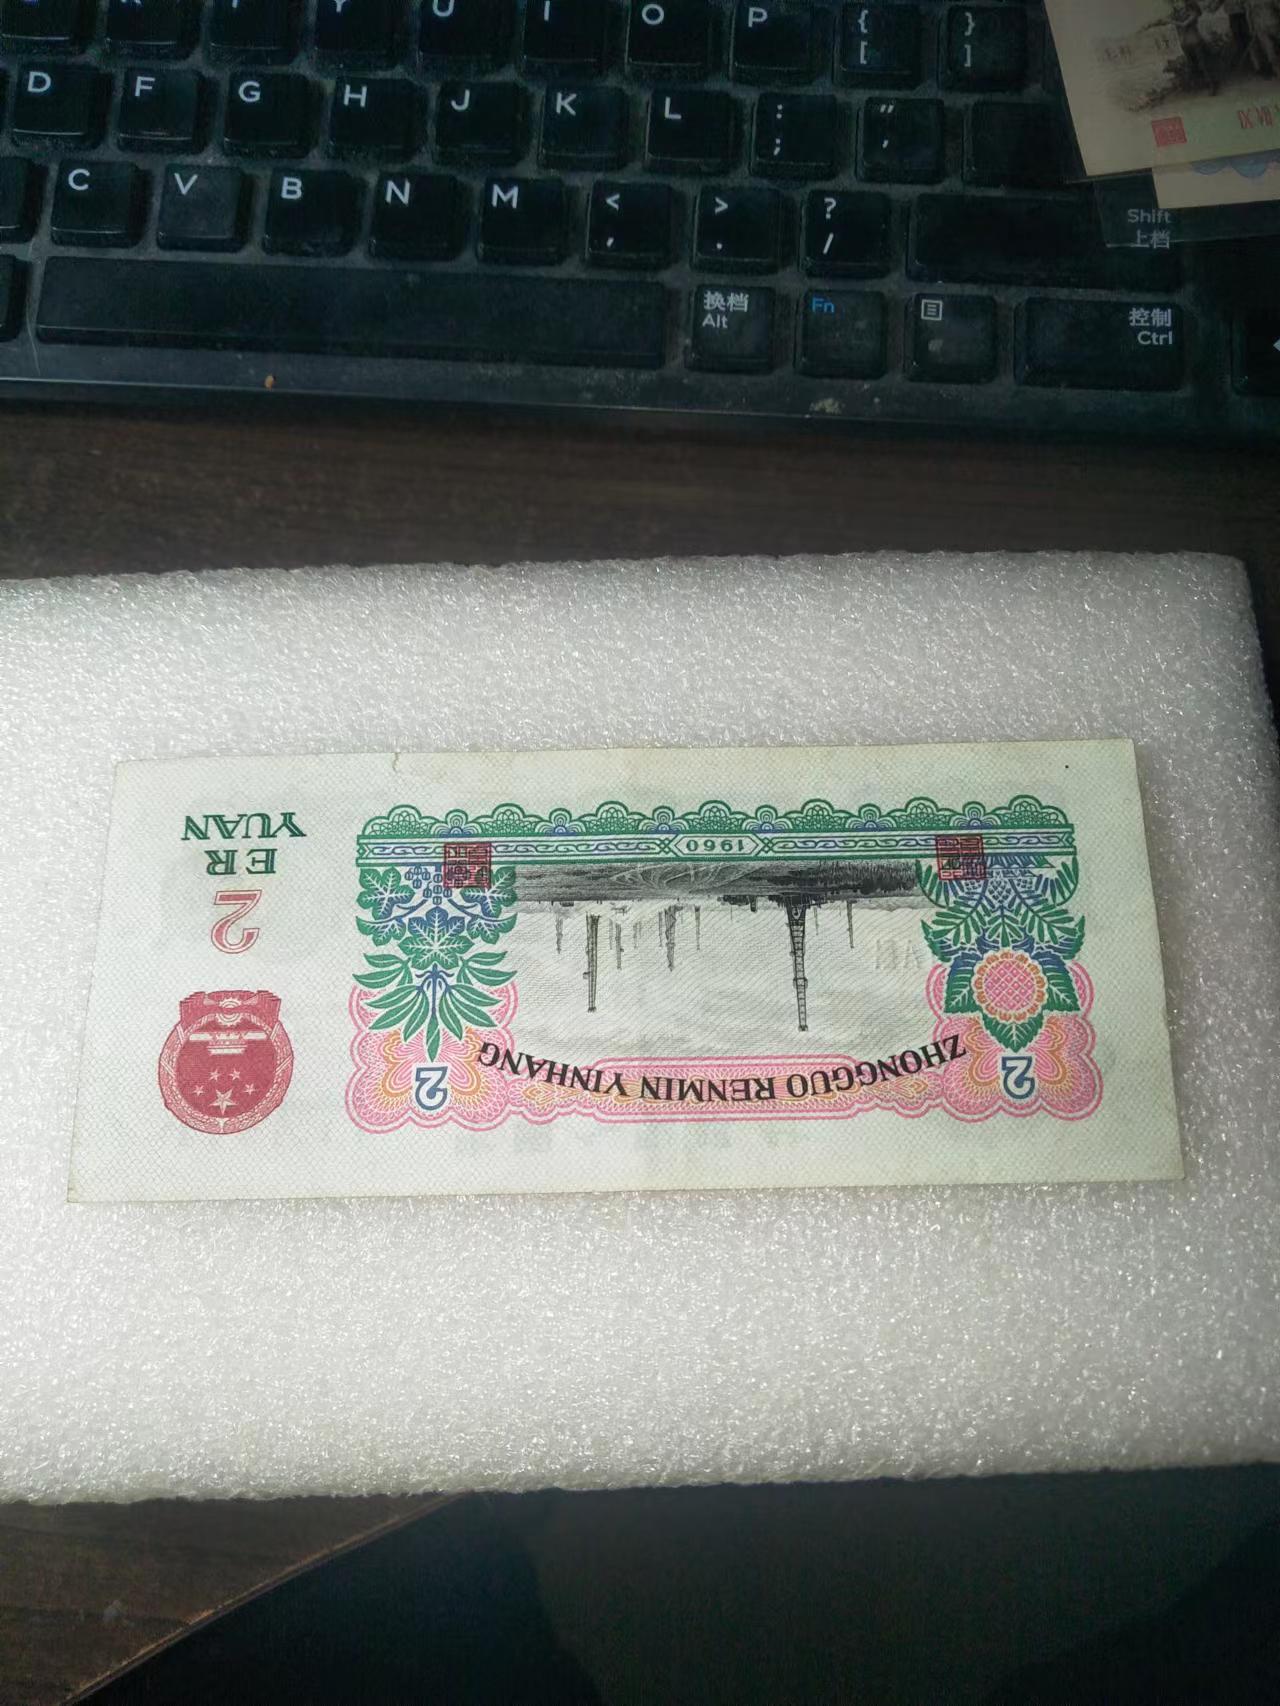 U I O P { [ } ]
D F G H J K L : ; " '
C V B N M < , > . ? / Shift 上档
换档 Alt Fn 控制 Ctrl
ZHONGGUO RENMIN YINHANG
2 2
1960
2
ER
YUAN